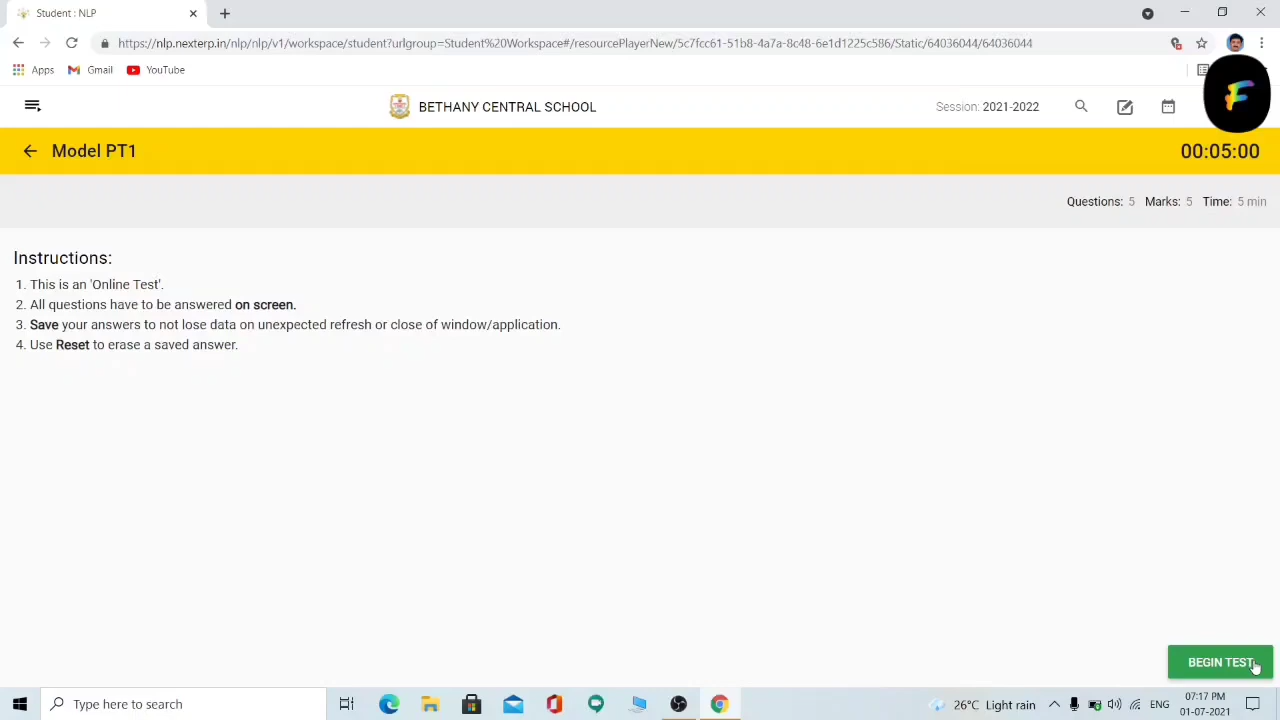 Student : NLP
https://nlp.nexterp.in/nlp/nlp/v1/workspace/student?urlgroup=Student%20Workspace#/resourcePlayerNew/5c7fcc61-51b8-4a7a-8c48-6e1d1225c586/Static/64036044/64036044
Apps Gmail YouTube
BETHANY CENTRAL SCHOOL Session: 2021-2022
F
Model PT1 00:05:00
Questions: 5 Marks: 5 Time: 5 min
Instructions:
1. This is an 'Online Test'.
2. All questions have to be answered on screen.
3. Save your answers to not lose data on unexpected refresh or close of window/application.
4. Use Reset to erase a saved answer.
BEGIN TEST
Type here to search 26°C Light rain ENG 07:17 PM
01-07-2021